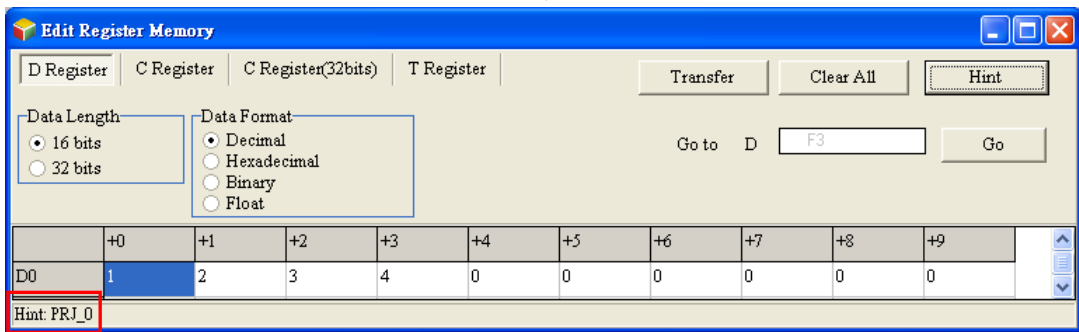 Edit Register Memory
D Register C Register C Register(32bits) T Register Transfer Clear All Hint
Data Length Data Format
16 bits Decimal Go to D F3 Go
32 bits Hexadecimal
Binary
Float
+0 +1 +2 +3 +4 +5 +6 +7 +8 +9
D0 1 2 3 4 0 0 0 0 0 0
Hint: PRJ_0